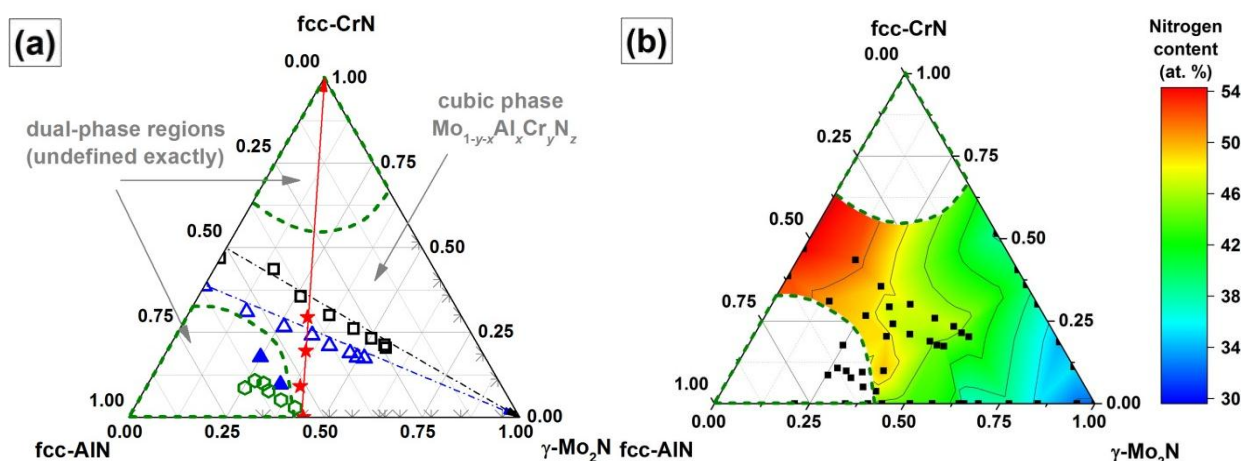 (a)
fcc-CrN
0.00
1.00
dual-phase regions
(undefined exactly)
cubic phase
Mo1-y-xAlxCryNz
0.25
0.75
0.50
0.50
0.75
0.25
1.00
0.00
0.00
0.25
0.50
0.75
1.00
fcc-AlN
γ-Mo2N
(b)
fcc-CrN
0.00
1.00
0.25
0.75
0.50
0.50
0.75
0.25
1.00
0.00
0.00
0.25
0.50
0.75
1.00
fcc-AlN
γ-Mo2N
Nitrogen
content
(at. %)
54
50
46
42
38
34
30